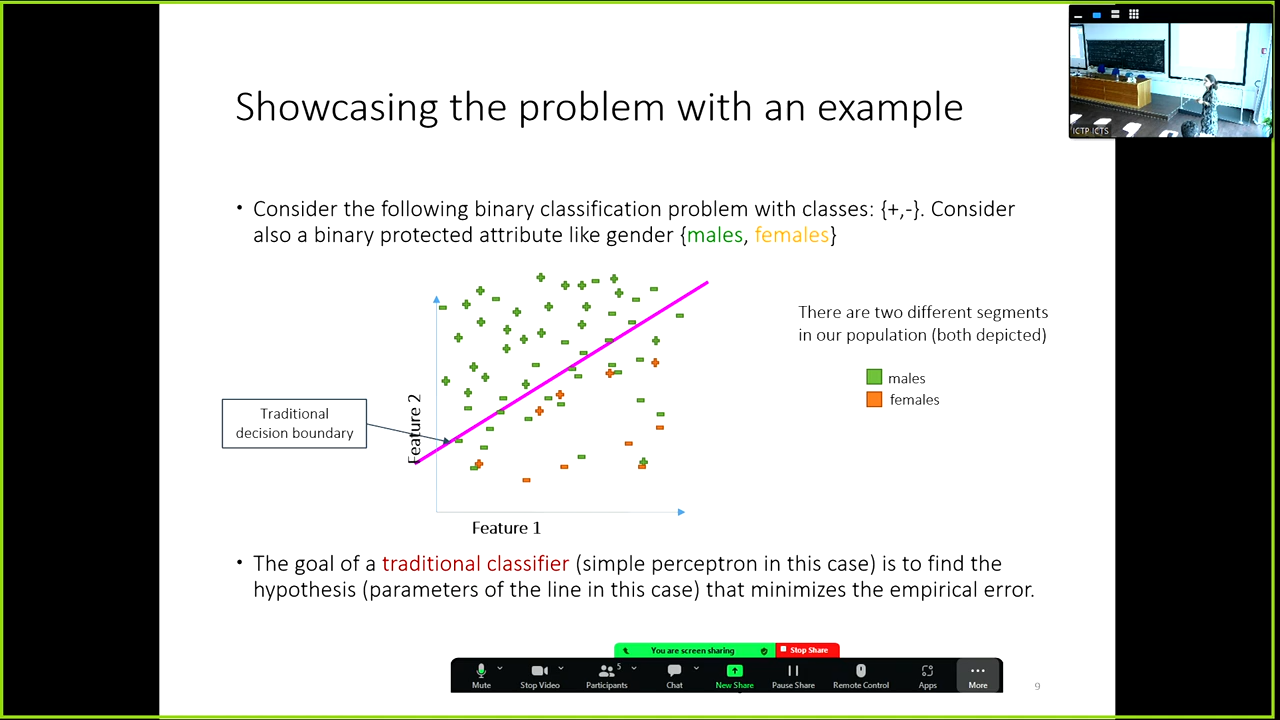 Showcasing the problem with an example
• Consider the following binary classification problem with classes: {+,-}. Consider
also a binary protected attribute like gender {males, females}
There are two different segments
in our population (both depicted)
males
females
Traditional
decision boundary
Feature 2
Feature 1
• The goal of a traditional classifier (simple perceptron in this case) is to find the
hypothesis (parameters of the line in this case) that minimizes the empirical error.
You are screen sharing
Stop Share
Mute
Stop Video
Participants
5
Chat
New Share
Pause Share
Remote Control
Apps
More
9
ICTP ICTS